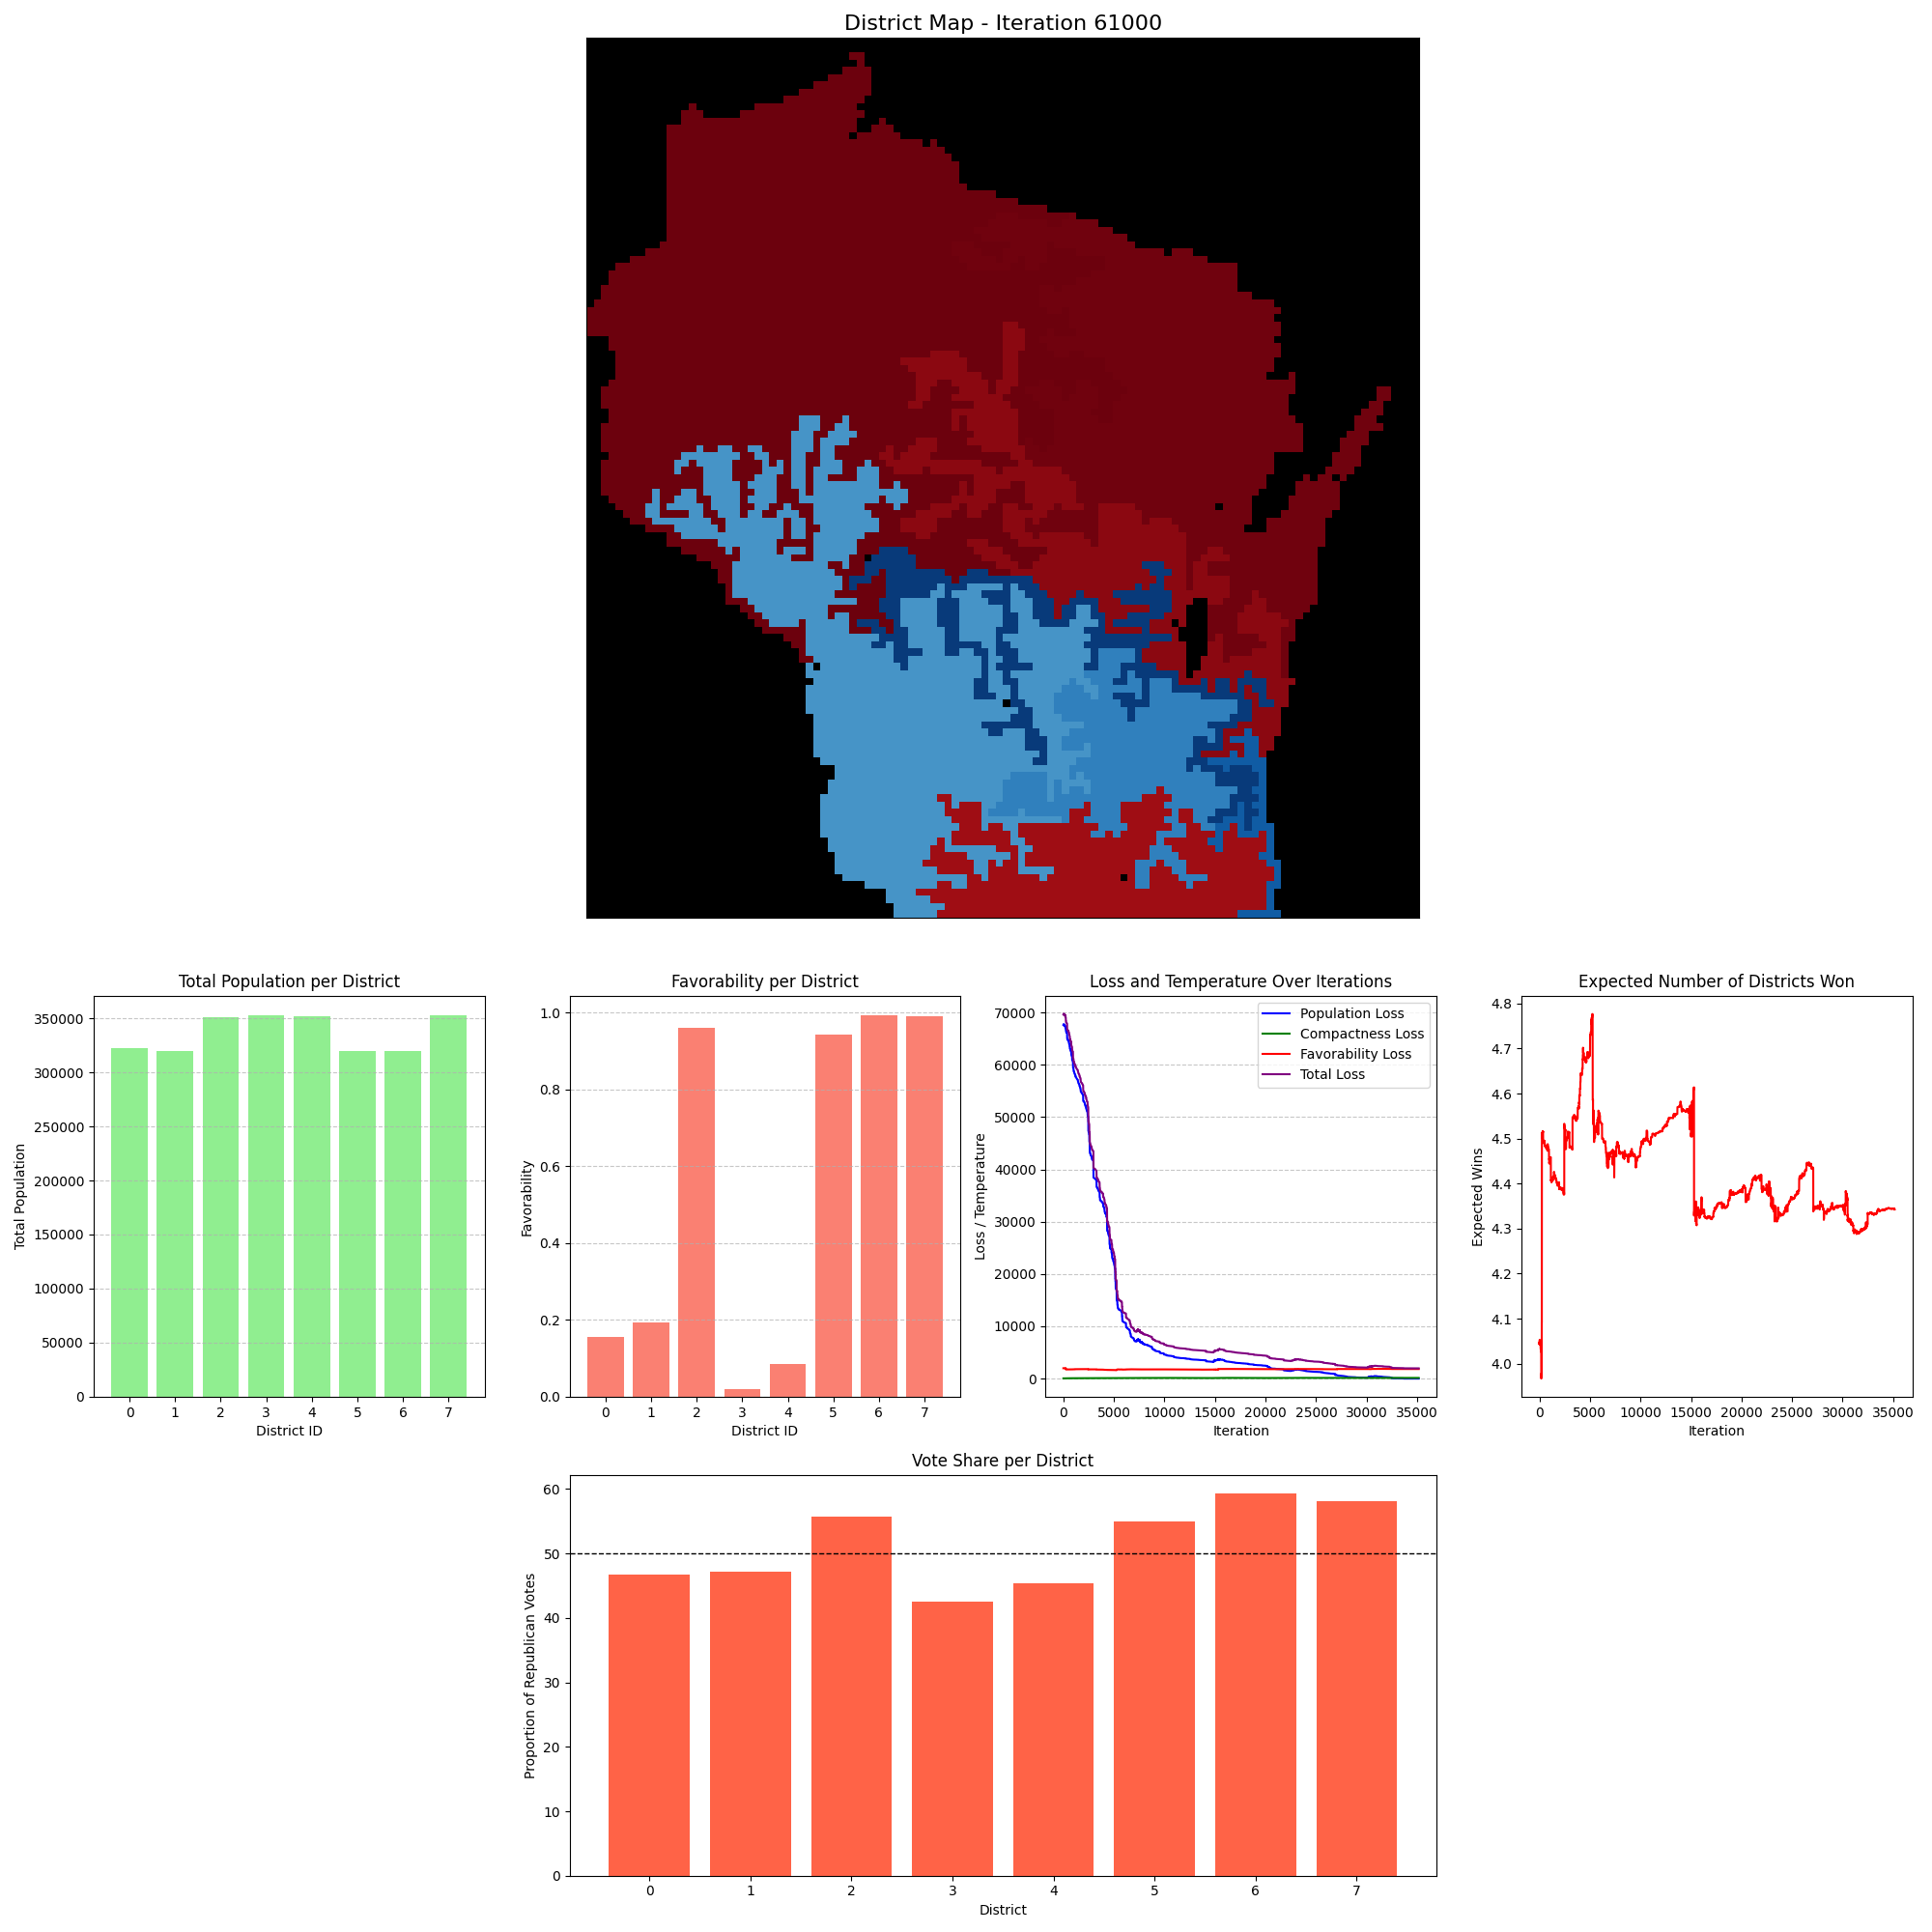 District Map - Iteration 61000
Total Population per District
Total Population
350000
300000
250000
200000
150000
100000
50000
0
0 1 2 3 4 5 6 7
District ID
Favorability per District
Favorability
1.0
0.8
0.6
0.4
0.2
0.0
0 1 2 3 4 5 6 7
District ID
Loss and Temperature Over Iterations
Loss / Temperature
70000
60000
50000
40000
30000
20000
10000
0
Population Loss
Compactness Loss
Favorability Loss
Total Loss
0 5000 10000 15000 20000 25000 30000 35000
Iteration
Expected Number of Districts Won
Expected Wins
4.8
4.7
4.6
4.5
4.4
4.3
4.2
4.1
4.0
0 5000 10000 15000 20000 25000 30000 35000
Iteration
Vote Share per District
Proportion of Republican Votes
60
50
40
30
20
10
0
0 1 2 3 4 5 6 7
District